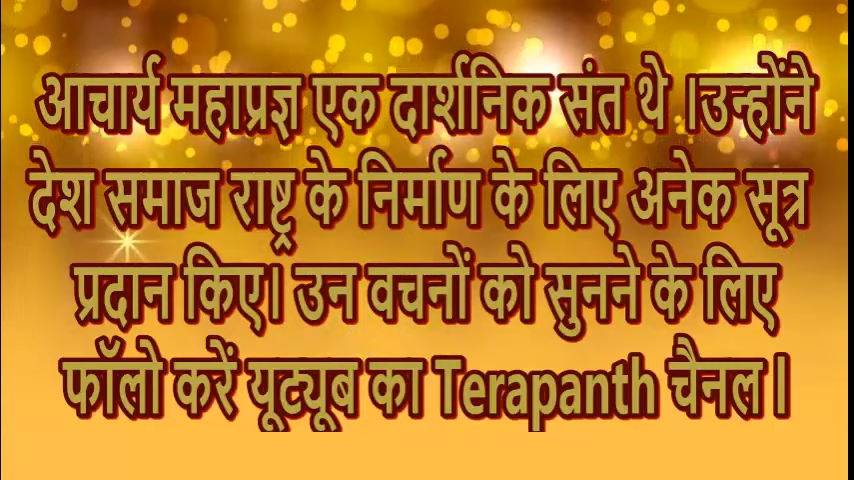 आचार्य महाप्रज्ञ एक दार्शनिक संत थे ।उन्होंने
देश समाज राष्ट्र के निर्माण के लिए अनेक सूत्र
प्रदान किए। उन वचनों को सुनने के लिए
फॉलो करें यूट्यूब का Terapanth चैनल l